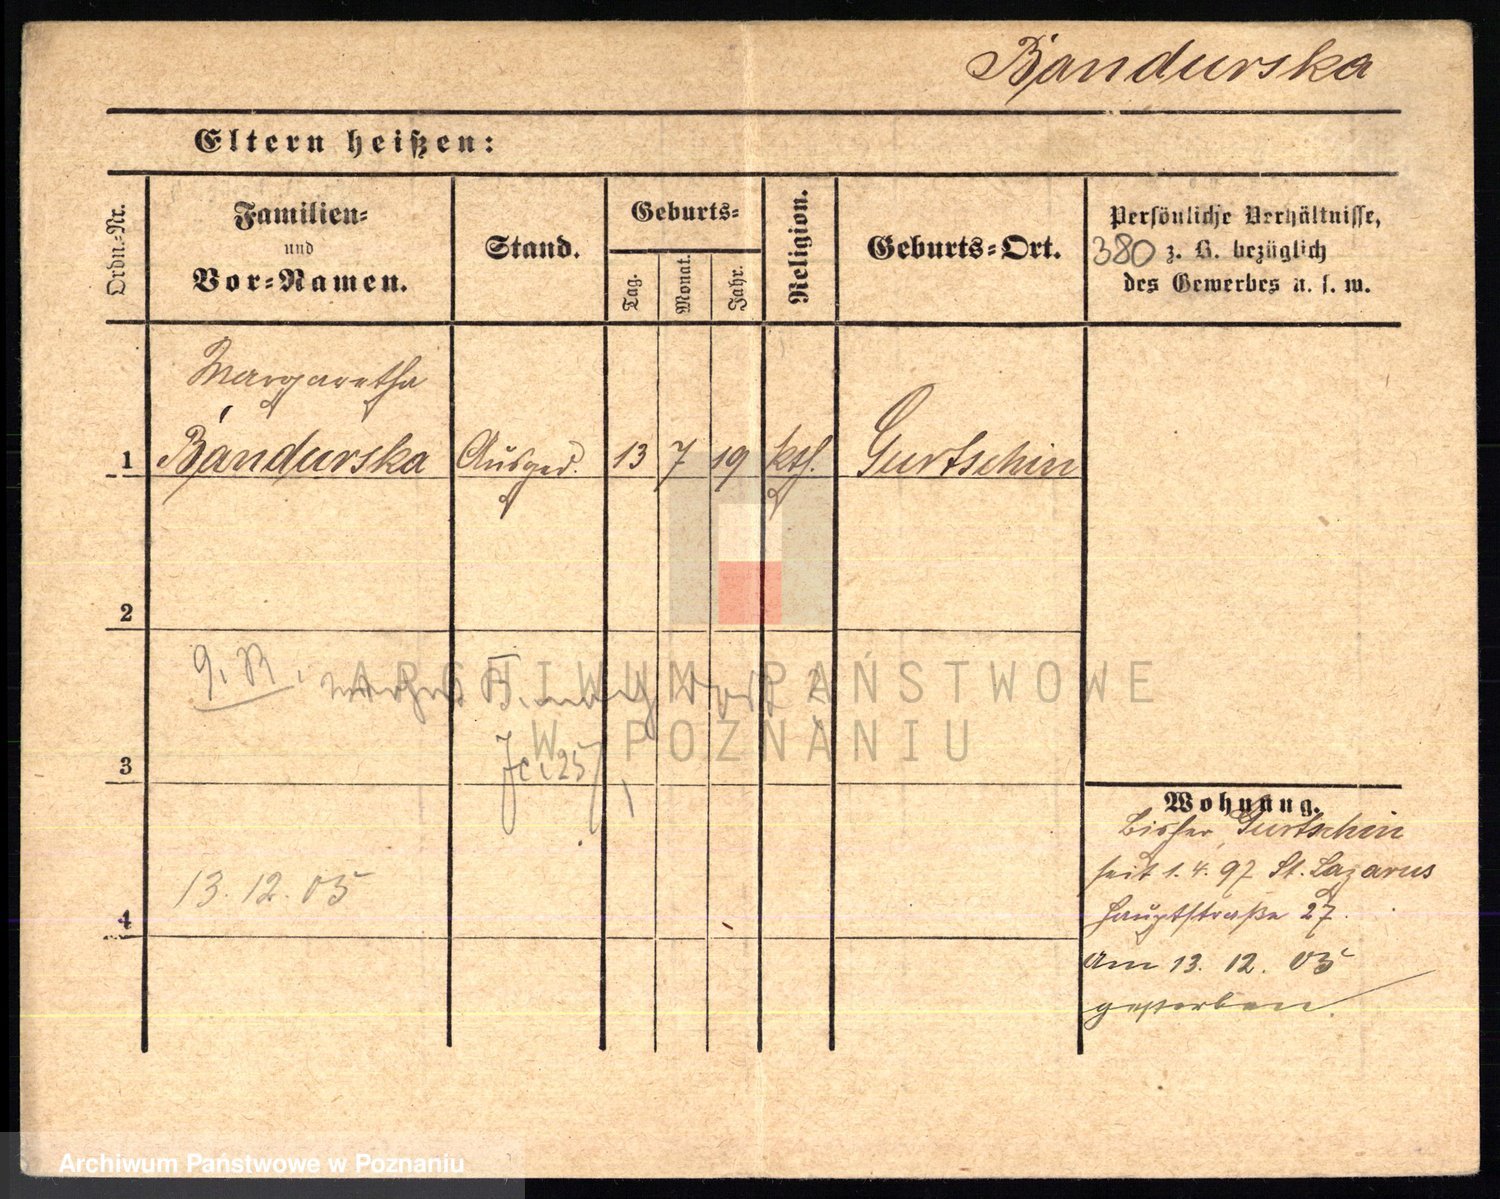 Bandurska
Eltern heißen:
Ordn.-Nr.
Familien-
und
Vor-Namen.
Stand.
Geburts-
Tag.
Monat.
Jahr.
Religion.
Geburts-Ort.
Persönliche Verhältnisse,
380 z. B. bezüglich
des Gewerbes u. s. w.
Margaretha
1 Bandurska Ausged. 13 7 19 kth. Gurtschin
2
9. R.
ARCHIWUM PAŃSTWOWE
W POZNANIU
3
Wohnung.
bisher Gurtschin
seit 1.4.97 St. Lazarus
Hauptstraße 27.
13.12.05
4
am 13.12.05
gestorben.
Archiwum Państwowe w Poznaniu